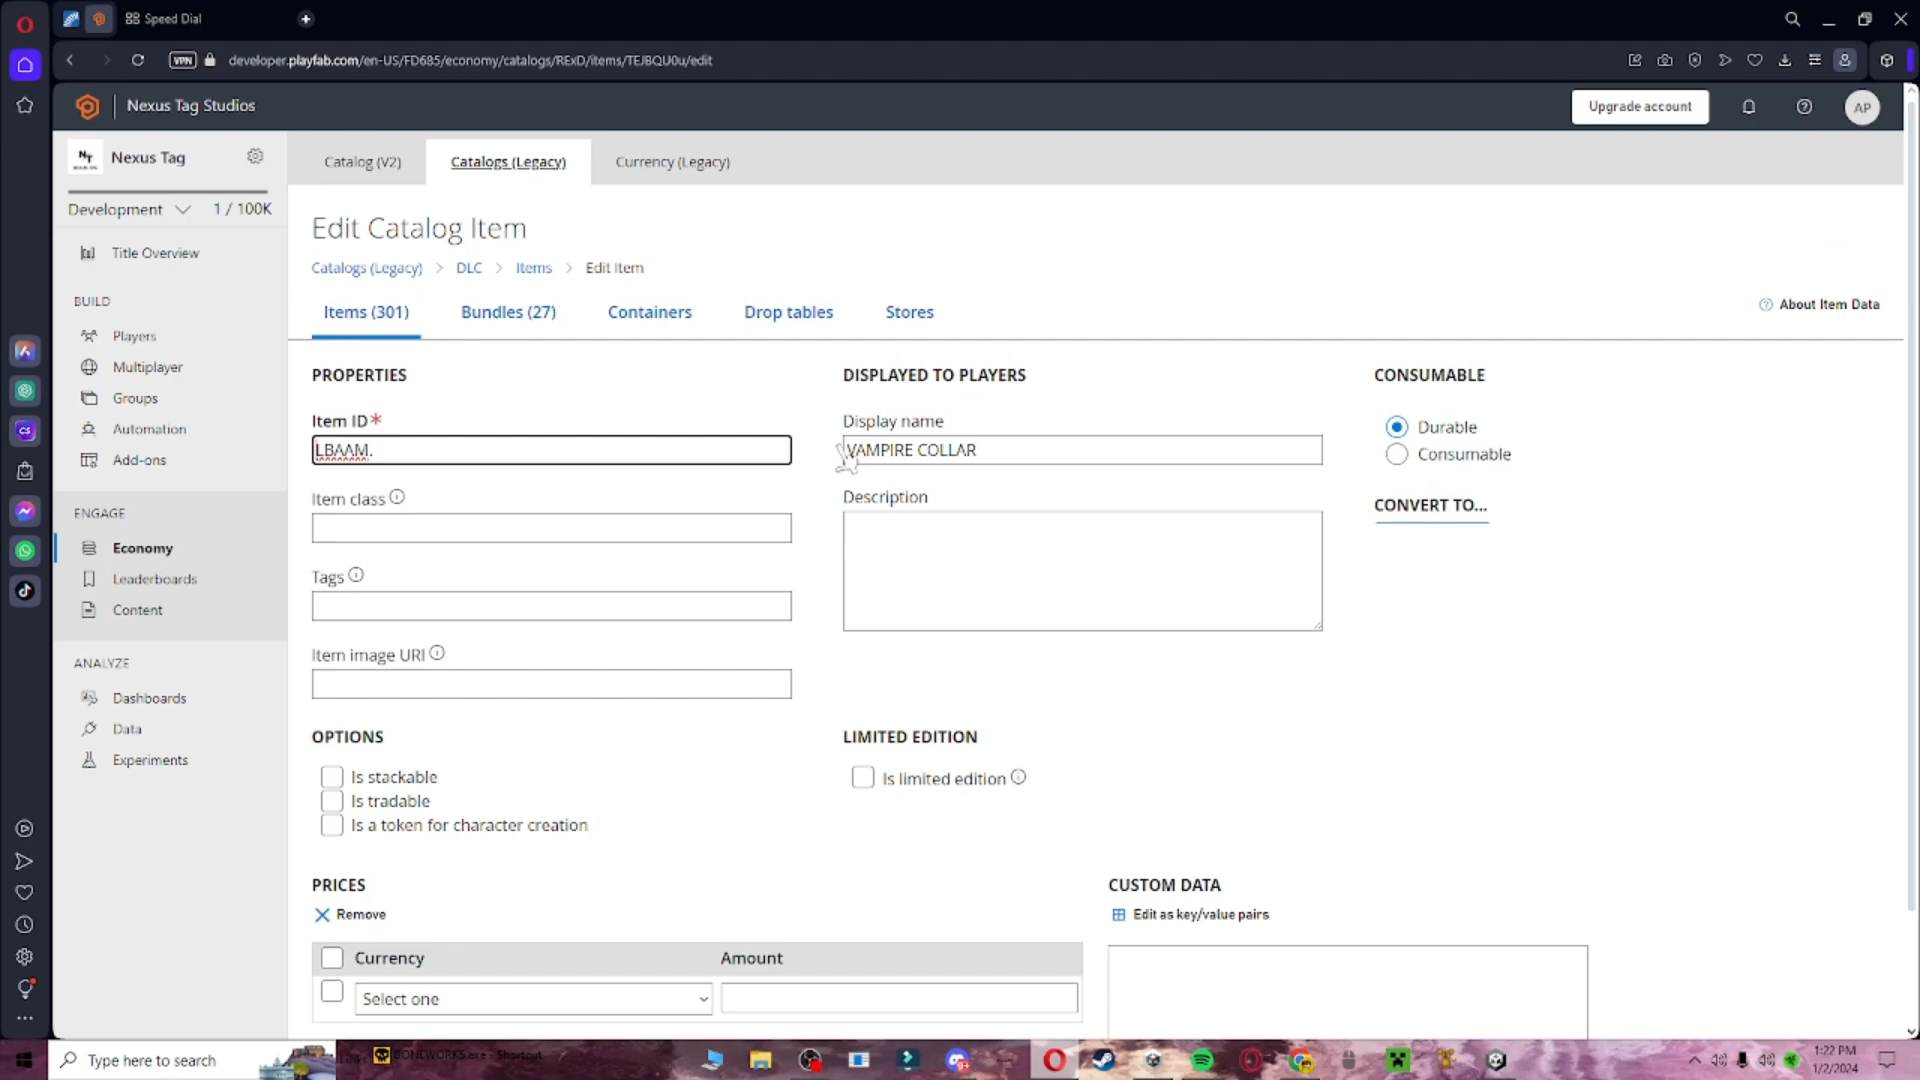 Speed Dial
VPN
developer.playfab.com/en-US/FD685/economy/catalogs/RExD/items/TEJBQU0u/edit
Nexus Tag Studios
Upgrade account
AP
NT
Nexus Tag
Catalog (V2)
Catalogs (Legacy)
Currency (Legacy)
Development
1 / 100K
Title Overview
BUILD
Players
Multiplayer
Groups
Automation
Add-ons
ENGAGE
Economy
Leaderboards
Content
ANALYZE
Dashboards
Data
Experiments
Edit Catalog Item
Catalogs (Legacy) > DLC > Items > Edit Item
Items (301)
Bundles (27)
Containers
Drop tables
Stores
About Item Data
PROPERTIES
DISPLAYED TO PLAYERS
CONSUMABLE
Item ID*
LBAAM.
Display name
VAMPIRE COLLAR
Durable
Consumable
Item class
Description
CONVERT TO...
Tags
Item image URI
OPTIONS
LIMITED EDITION
Is stackable
Is tradable
Is a token for character creation
Is limited edition
PRICES
CUSTOM DATA
Remove
Edit as key/value pairs
Currency
Amount
Select one
Type here to search
BONEWORKS.exe - Shortcut
1:22 PM
1/2/2024